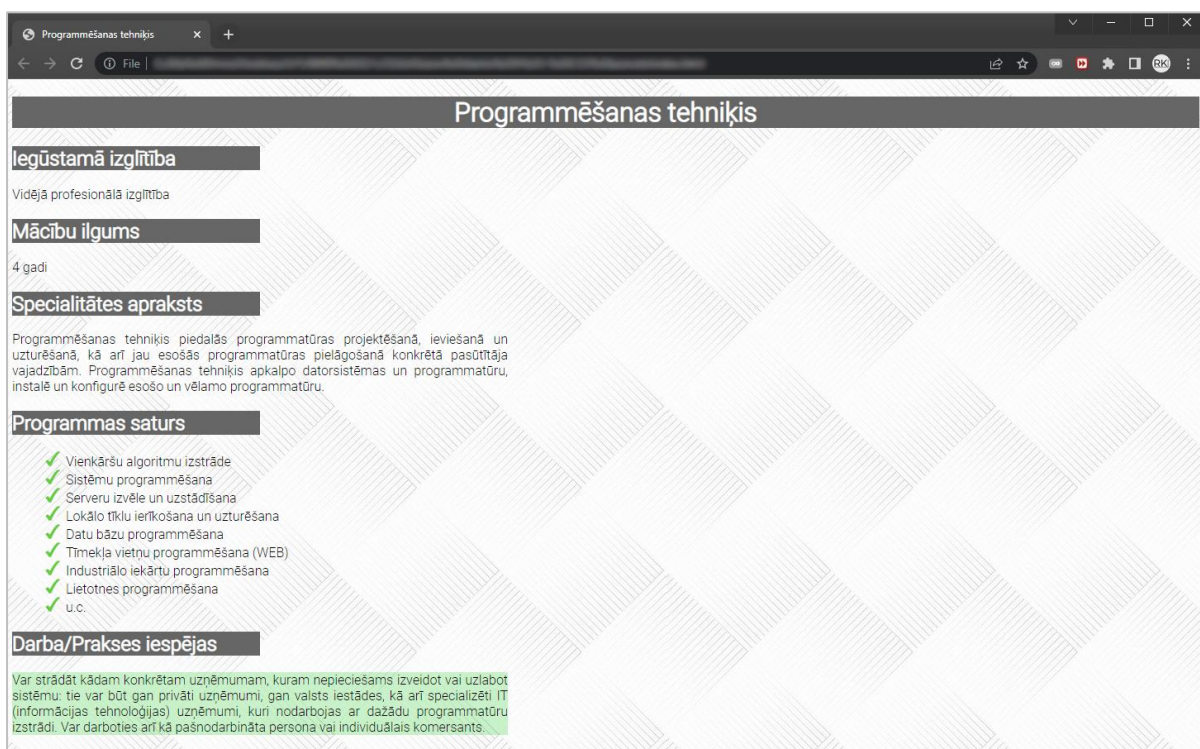 Programmēšanas tehniķis
File
RK
Programmēšanas tehniķis
Iegūstamā izglītība
Vidējā profesionālā izglītība
Mācību ilgums
4 gadi
Specialitātes apraksts
Programmēšanas tehniķis piedalās programmatūras projektēšanā, ieviešanā un
uzturēšanā, kā arī jau esošās programmatūras pielāgošanā konkrētā pasūtītāja
vajadzībām. Programmēšanas tehniķis apkalpo datorsistēmas un programmatūru,
instalē un konfigurē esošo un vēlamo programmatūru.
Programmas saturs
Vienkāršu algoritmu izstrāde
Sistēmu programmēšana
Serveru izvēle un uzstādīšana
Lokālo tīklu ierīkošana un uzturēšana
Datu bāzu programmēšana
Tīmekļa vietņu programmēšana (WEB)
Industriālo iekārtu programmēšana
Lietotnes programmēšana
u.c.
Darba/Prakses iespējas
Var strādāt kādam konkrētam uzņēmumam, kuram nepieciešams izveidot vai uzlabot
sistēmu: tie var būt gan privāti uzņēmumi, gan valsts iestādes, kā arī specializēti IT
(informācijas tehnoloģijas) uzņēmumi, kuri nodarbojas ar dažādu programmatūru
izstrādi. Var darboties arī kā pašnodarbināta persona vai individuālais komersants.